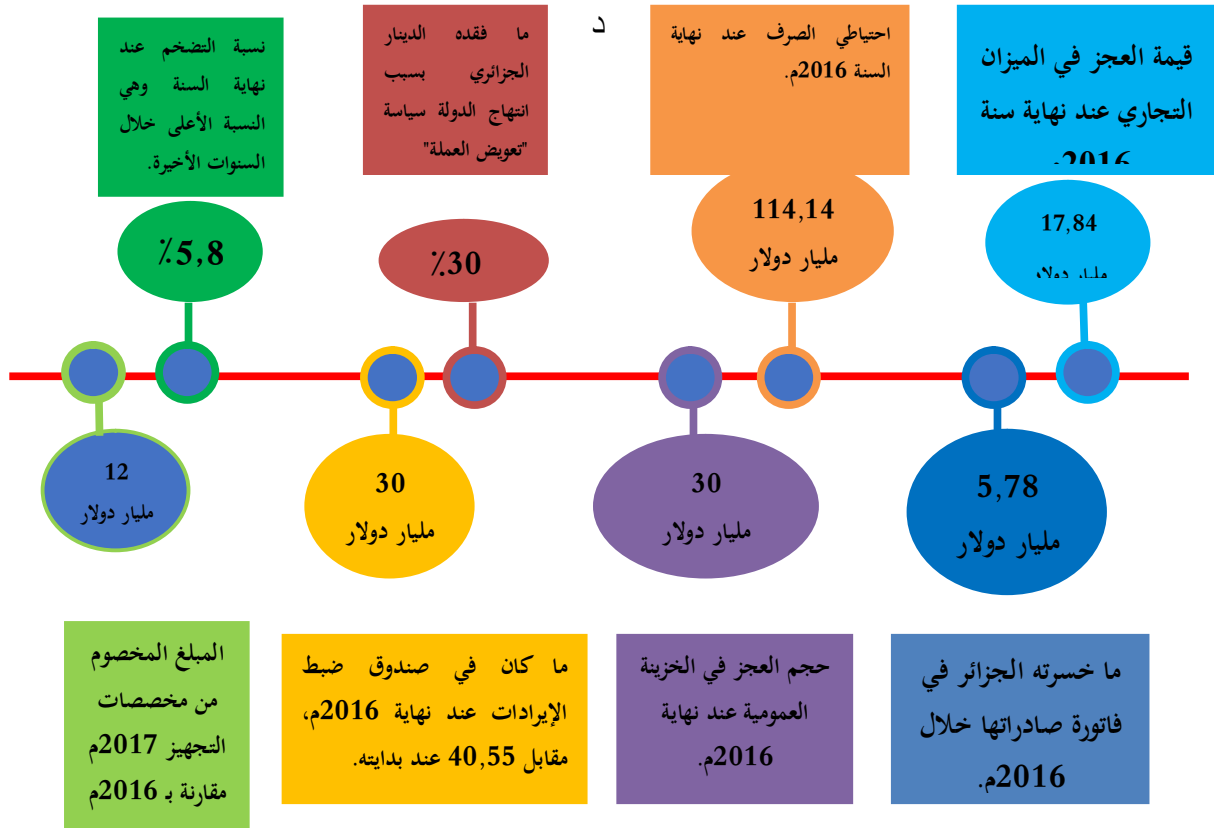 قيمة العجز في الميزان
التجاري عند نهاية سنة
2016م.
17,84
مليار دولار
احتياطي الصرف عند نهاية
السنة 2016م.
114,14
مليار دولار
د
ما فقده الدينار
الجزائري بسبب
انتهاج الدولة سياسة
"تعويض العملة"
٪30
نسبة التضخم عند
نهاية السنة وهي
النسبة الأعلى خلال
السنوات الأخيرة.
٪5,8
5,78
مليار دولار
ما خسرته الجزائر في
فاتورة صادراتها خلال
2016م.
30
مليار دولار
حجم العجز في الخزينة
العمومية عند نهاية
2016م.
30
مليار دولار
ما كان في صندوق ضبط
الإيرادات عند نهاية 2016م،
مقابل 40,55 عند بدايته.
12
مليار دولار
المبلغ المخصوم
من مخصصات
التجهيز 2017م
مقارنة بـ 2016م